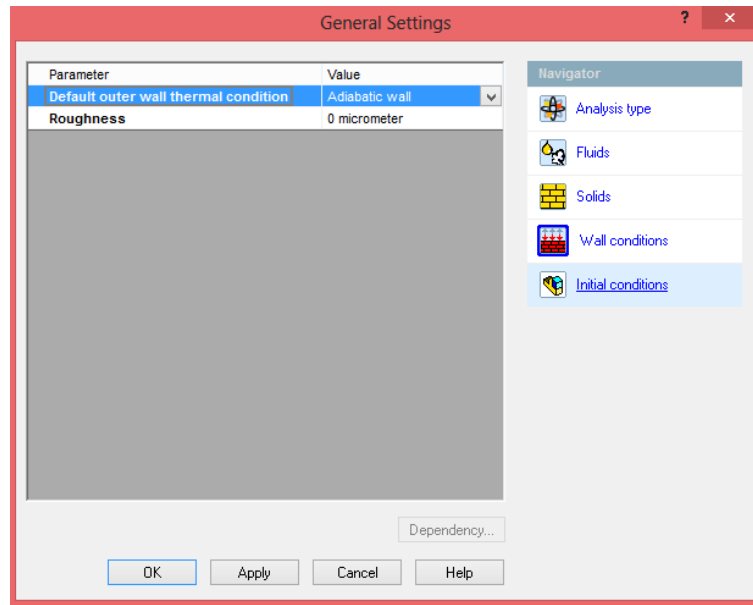 General Settings
? ×
Parameter Value
Default outer wall thermal condition Adiabatic wall
Roughness 0 micrometer
Navigator
Analysis type
Fluids
Solids
Wall conditions
Initial conditions
Dependency...
OK Apply Cancel Help